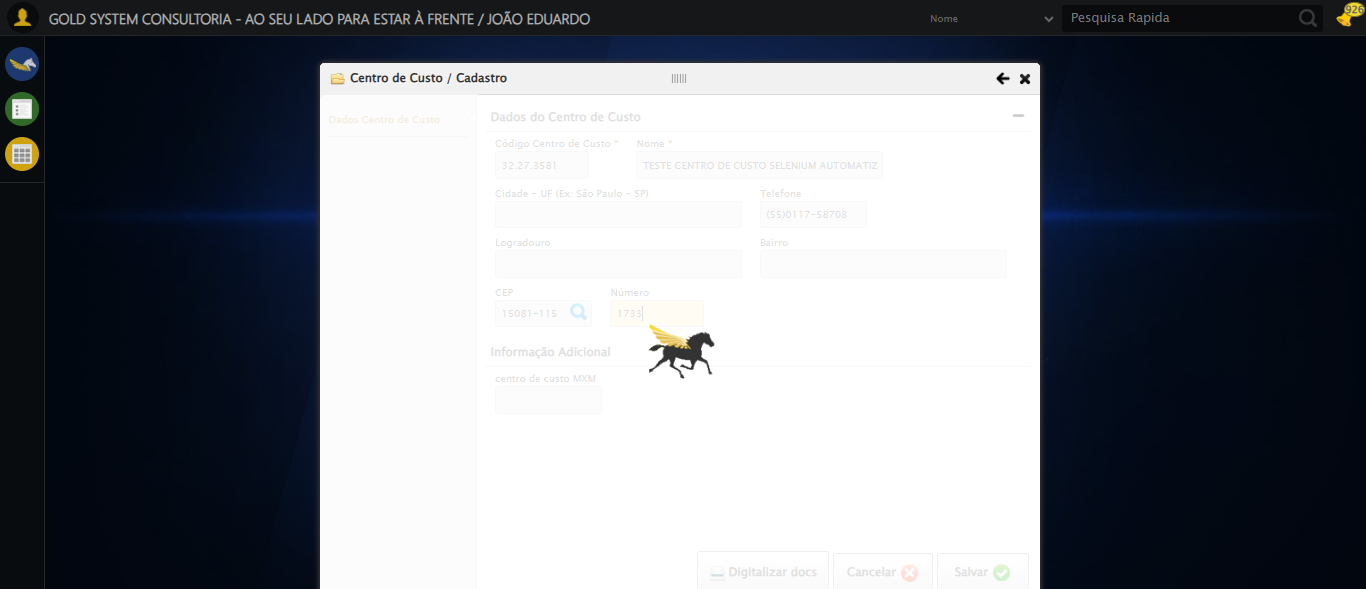 GOLD SYSTEM CONSULTORIA - AO SEU LADO PARA ESTAR À FRENTE / JOÃO EDUARDO
Nome
Pesquisa Rapida
926
Centro de Custo / Cadastro
Dados Centro de Custo
Dados do Centro de Custo
Código Centro de Custo * Nome *
32.27.3581 TESTE CENTRO DE CUSTO SELENIUM AUTOMATIZ
Cidade - UF (Ex: São Paulo - SP) Telefone
(55)0117-58708
Logradouro Bairro
CEP Número
15081-115 1733
Informação Adicional
centro de custo MXM
Digitalizar docs Cancelar Salvar